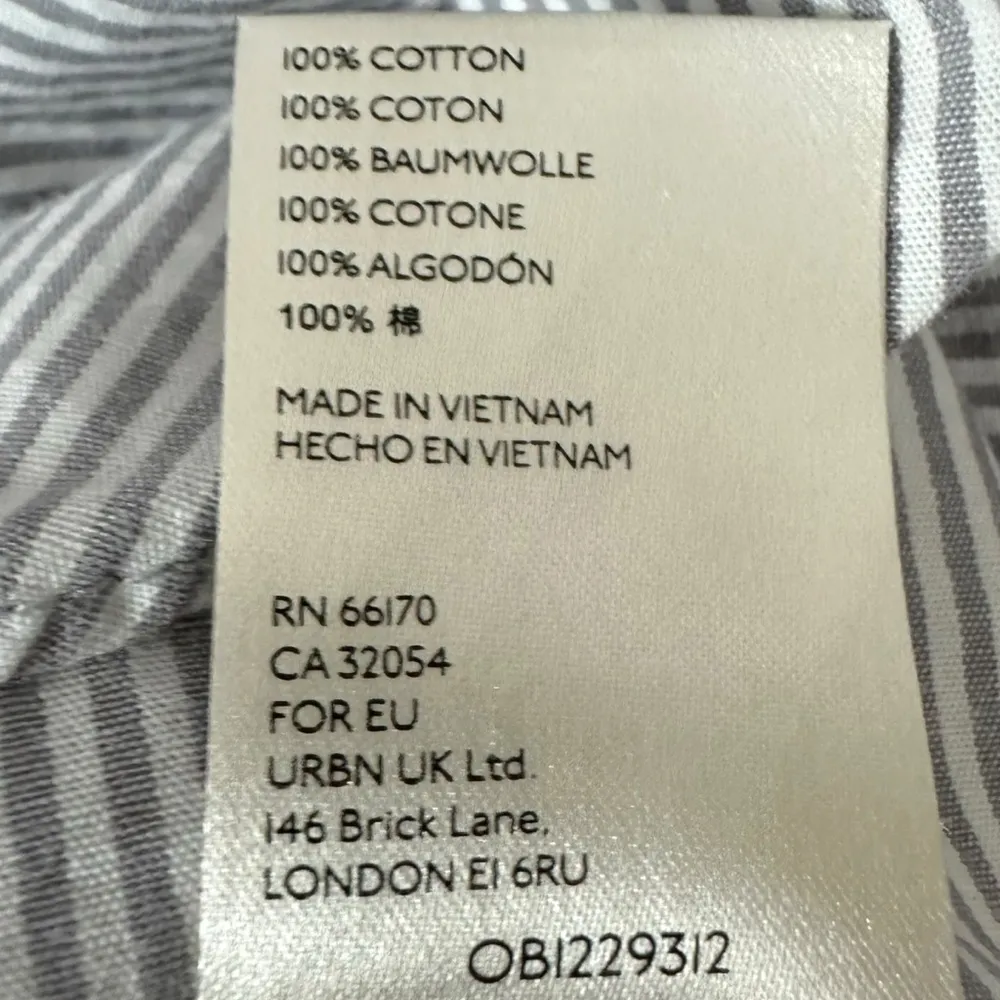 100% COTTON
100% COTON
100% BAUMWOLLE
100% COTONE
100% ALGODÓN
100% 棉
MADE IN VIETNAM
HECHO EN VIETNAM
RN 66170
CA 32054
FOR EU
URBN UK Ltd.
146 Brick Lane,
LONDON E1 6RU
OB1229312